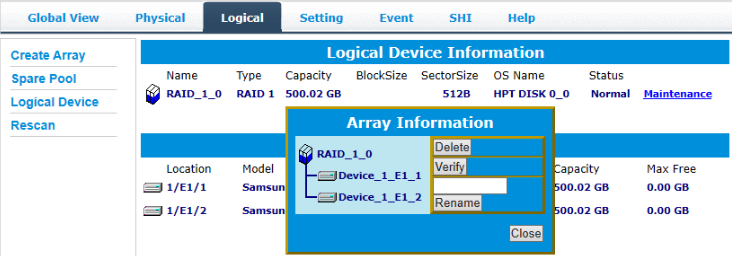 Global View Physical Logical Setting Event SHI Help
Create Array
Spare Pool
Logical Device
Rescan
Logical Device Information
Name Type Capacity BlockSize SectorSize OS Name Status
RAID_1_0 RAID 1 500.02 GB 512B HPT DISK 0_0 Normal Maintenance
Array Information
RAID_1_0
Device_1_E1_1
Device_1_E1_2
Delete
Verify
Rename
Close
Location Model Capacity Max Free
1/E1/1 Samsun 500.02 GB 0.00 GB
1/E1/2 Samsun 500.02 GB 0.00 GB